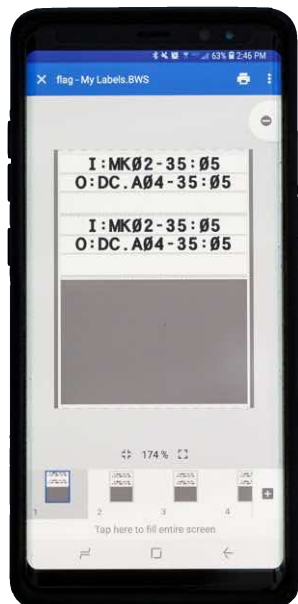 63% 2:46 PM
flag - My Labels.BWS
I:MKØ2-35:Ø5
O:DC.AØ4-35:Ø5
I:MKØ2-35:Ø5
O:DC.AØ4-35:Ø5
174 %
1 2 3 4
Tap here to fill entire screen